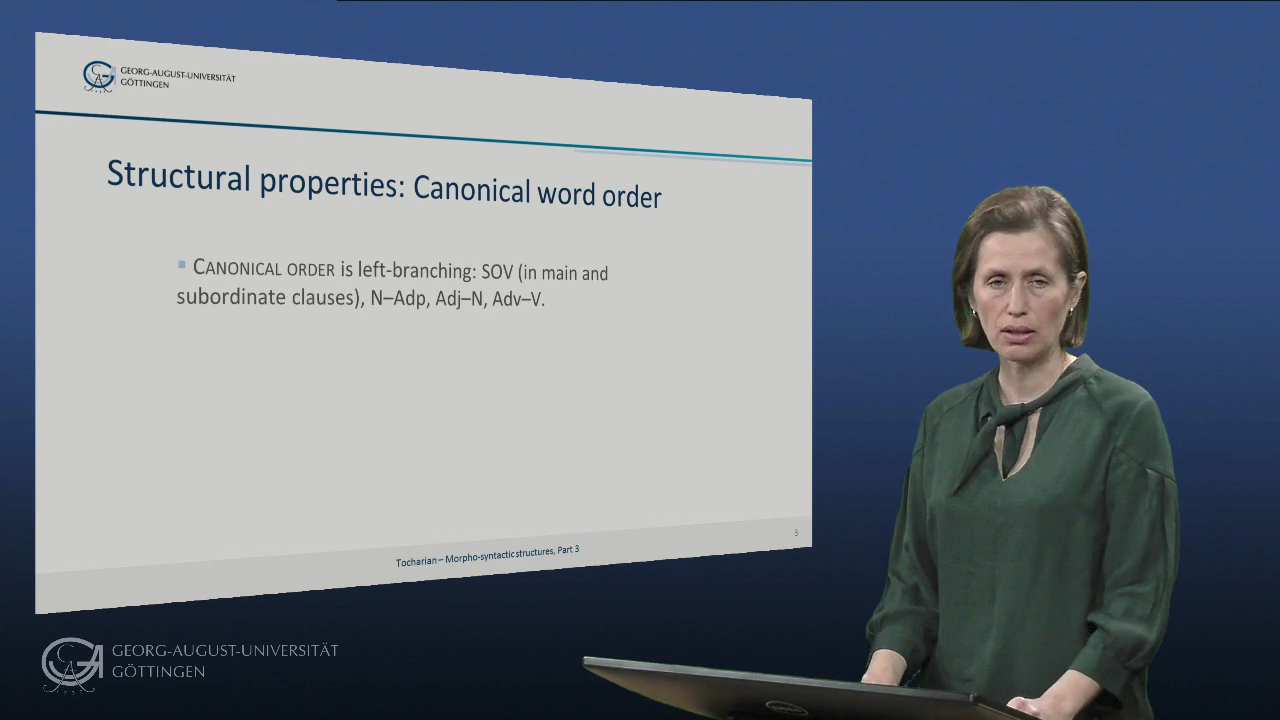 GEORG-AUGUST-UNIVERSITÄT
GÖTTINGEN
Structural properties: Canonical word order
CANONICAL ORDER is left-branching: SOV (in main and
subordinate clauses), N–Adp, Adj–N, Adv–V.
Tocharian – Morpho-syntactic structures, Part 3
3
GEORG-AUGUST-UNIVERSITÄT
GÖTTINGEN